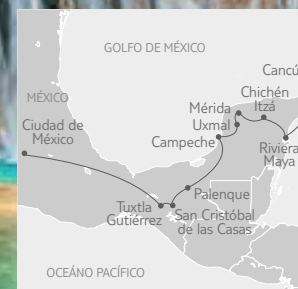 GOLFO DE MÉXICO
Cancú
Chichén
Itzá
MÉXICO
Mérida
Uxmal
Ciudad de
México
Campeche
Riviera
Maya
Palenque
Tuxtla
Gutiérrez
San Cristóbal
de las Casas
OCEÁNO PACÍFICO